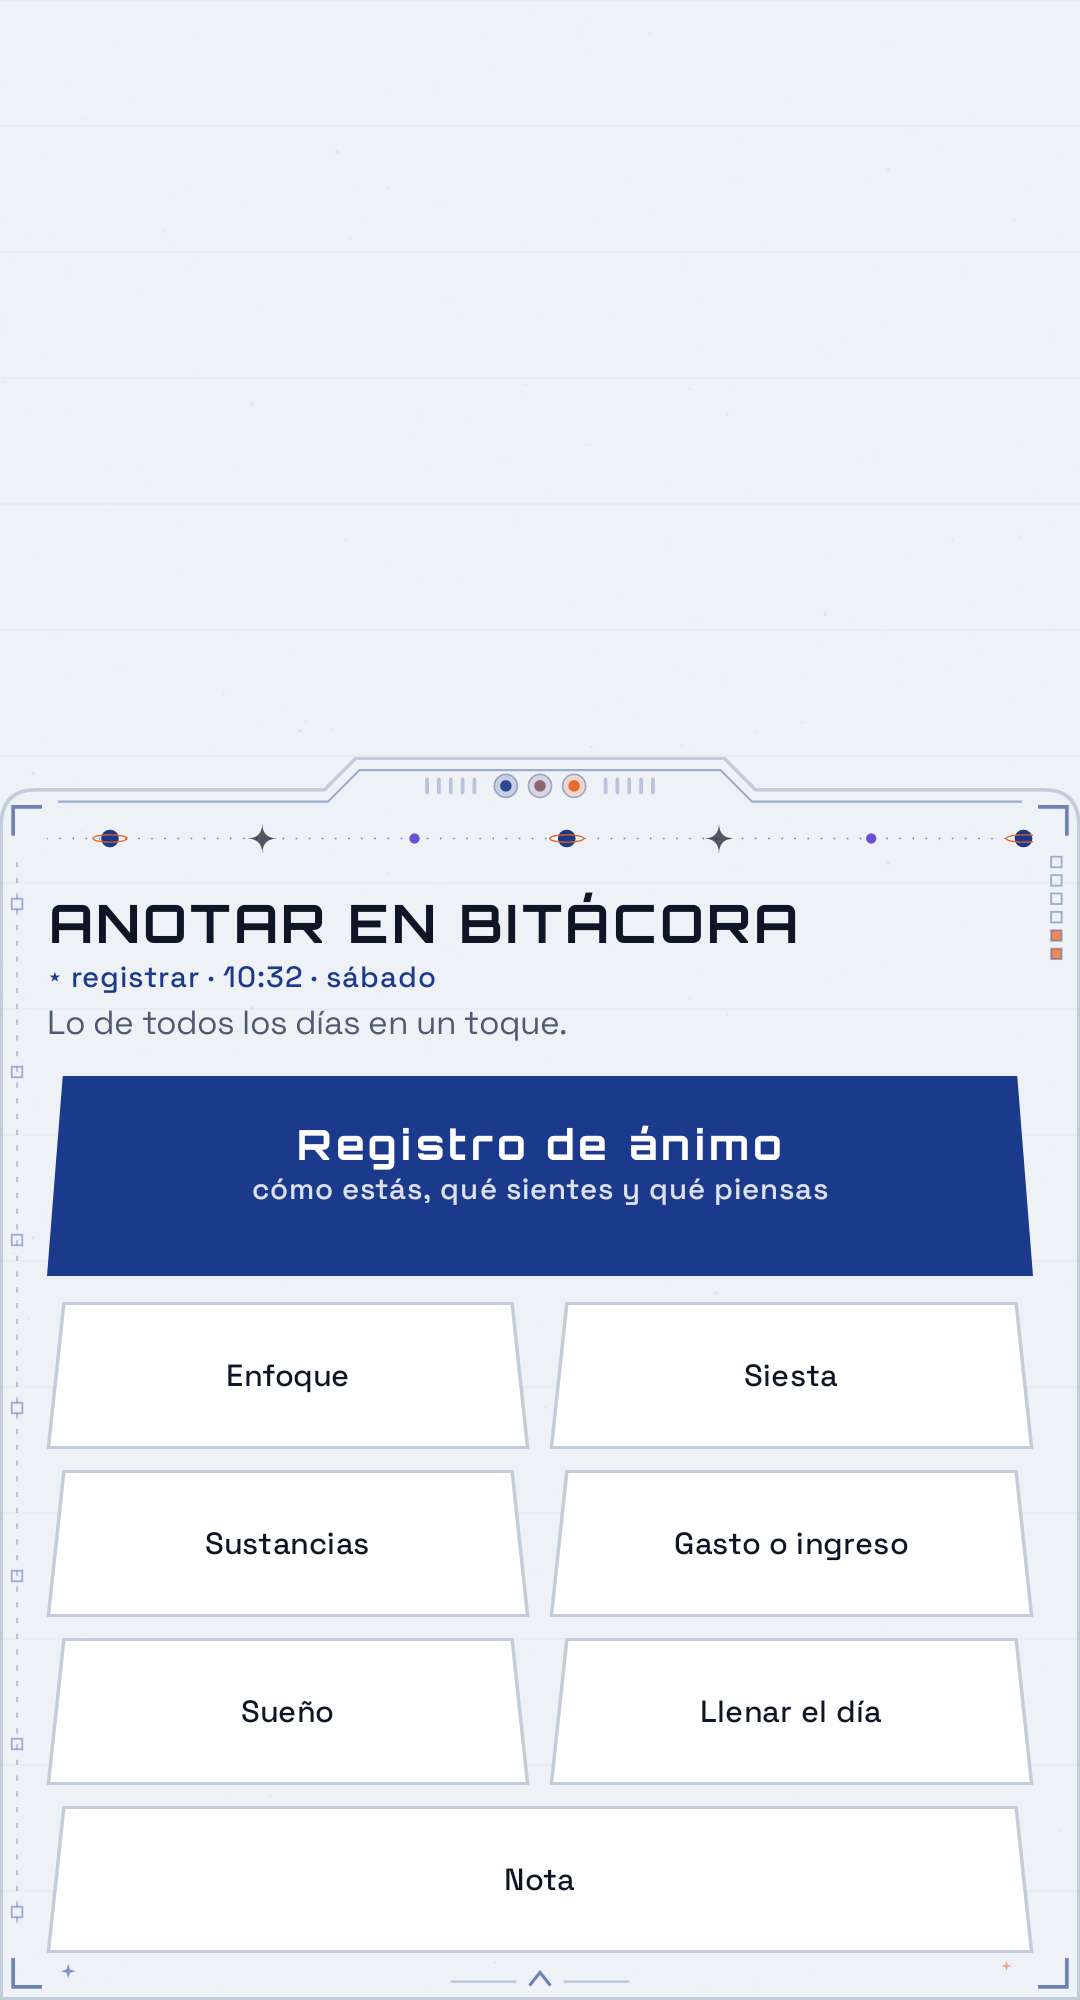 ANOTAR EN BITÁCORA
⋆ registrar · 10:32 · sábado
Lo de todos los días en un toque.
Registro de ánimo
cómo estás, qué sientes y qué piensas
Enfoque
Siesta
Sustancias
Gasto o ingreso
Sueño
Llenar el día
Nota